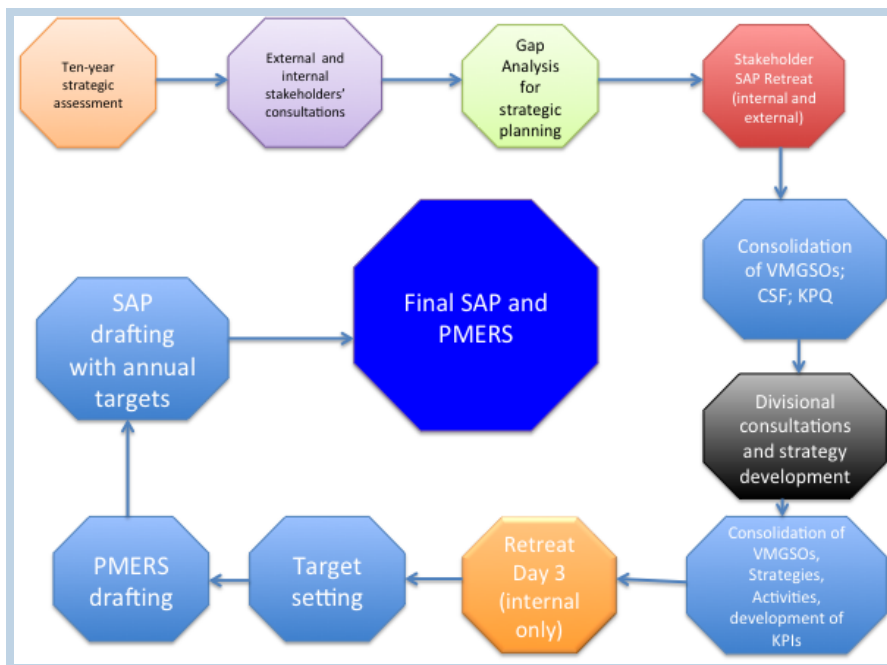 Ten-year
strategic
assessment
External and
internal
stakeholders'
consultations
Gap
Analysis
for
strategic
planning
Stakeholder
SAP Retreat
(internal and
external)
Consolidation
of VMGSOs;
CSF; KPQ
Divisional
consultations
and strategy
development
Consolidation of
VMGSOs,
Strategies,
Activities,
development of
KPIs
Retreat
Day 3
(internal
only)
Target
setting
PMERS
drafting
SAP
drafting
with annual
targets
Final SAP and
PMERS